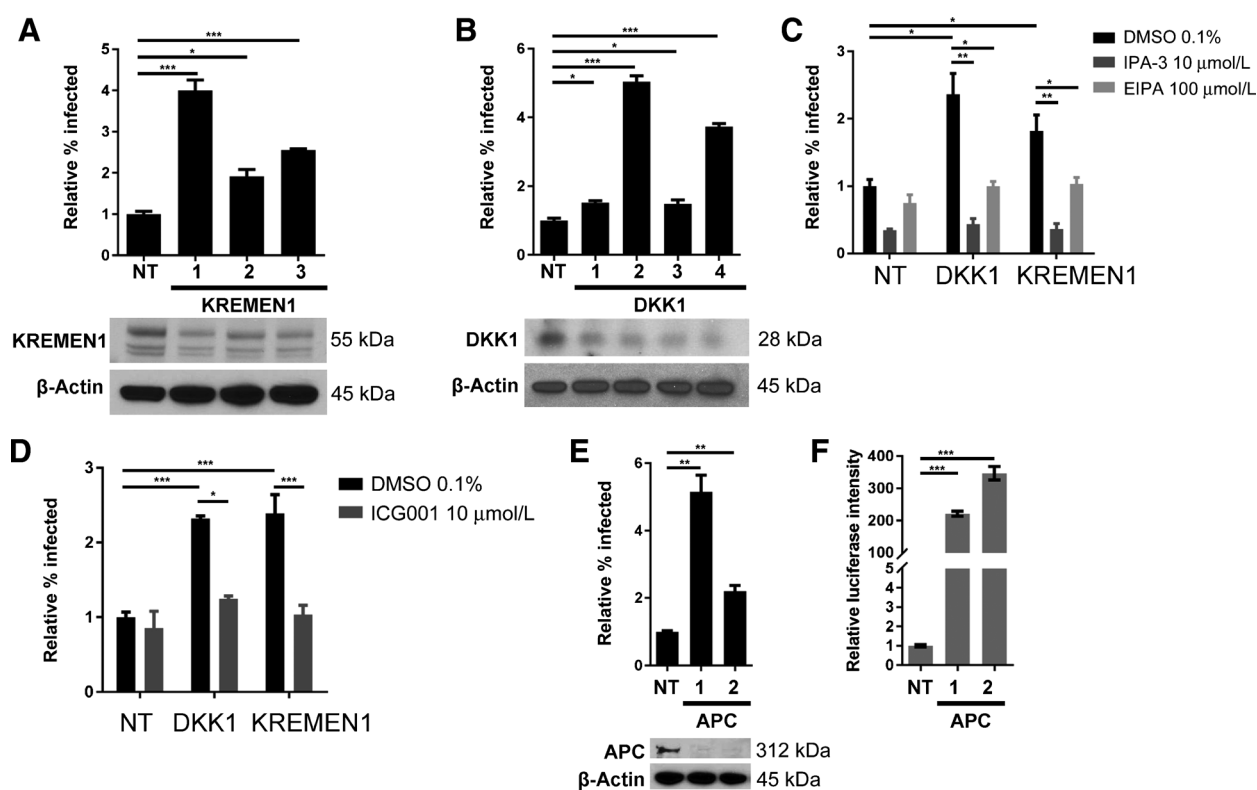 A
***
*
***
Relative % infected
5
4
3
2
1
0
NT 1 2 3
KREMEN1
KREMEN1 55 kDa
β-Actin 45 kDa
B
***
*
***
*
Relative % infected
6
4
2
0
NT 1 2 3 4
DKK1
DKK1 28 kDa
β-Actin 45 kDa
C
*
* *
**
*
**
Relative % infected
3
2
1
0
NT DKK1 KREMEN1
DMSO 0.1%
IPA-3 10 μmol/L
EIPA 100 μmol/L
D
***
*** ***
*
Relative % infected
3
2
1
0
NT DKK1 KREMEN1
DMSO 0.1%
ICG001 10 μmol/L
E
**
**
Relative % infected
6
4
2
0
NT 1 2
APC
APC 312 kDa
β-Actin 45 kDa
F
***
***
Relative luciferase intensity
400
300
200
100
5
4
3
2
1
0
NT 1 2
APC